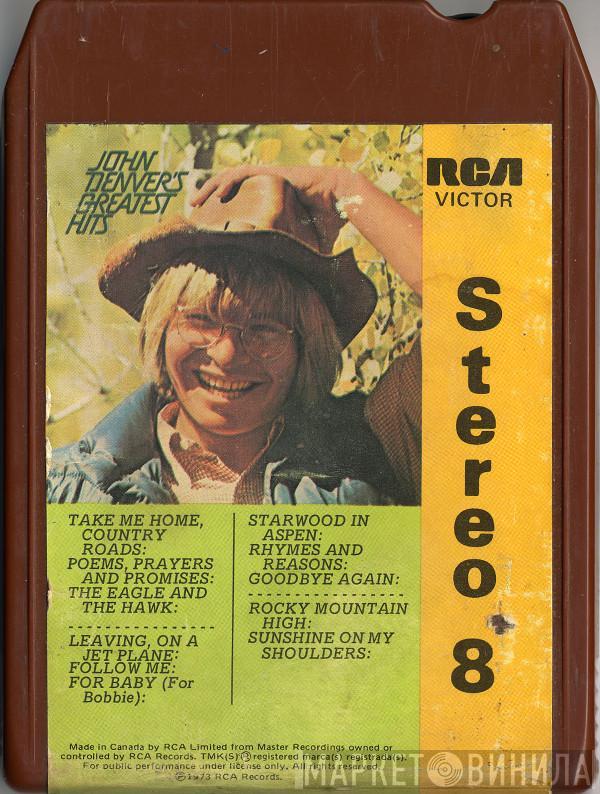 JOHN
DENVER'S
GREATEST
HITS
RCA
VICTOR
Stereo 8
TAKE ME HOME,
COUNTRY
ROADS:
POEMS, PRAYERS
AND PROMISES:
THE EAGLE AND
THE HAWK:
LEAVING, ON A
JET PLANE:
FOLLOW ME:
FOR BABY (For
Bobbie):
STARWOOD IN
ASPEN:
RHYMES AND
REASONS:
GOODBYE AGAIN:
ROCKY MOUNTAIN
HIGH:
SUNSHINE ON MY
SHOULDERS:
Made in Canada by RCA Limited from Master Recordings owned or
controlled by RCA Records. TMK(S)® registered marca(s) registrada(s).
For public performance under license only. All rights reserved.
℗1973 RCA Records.
МАРКЕТ ВИНИЛА